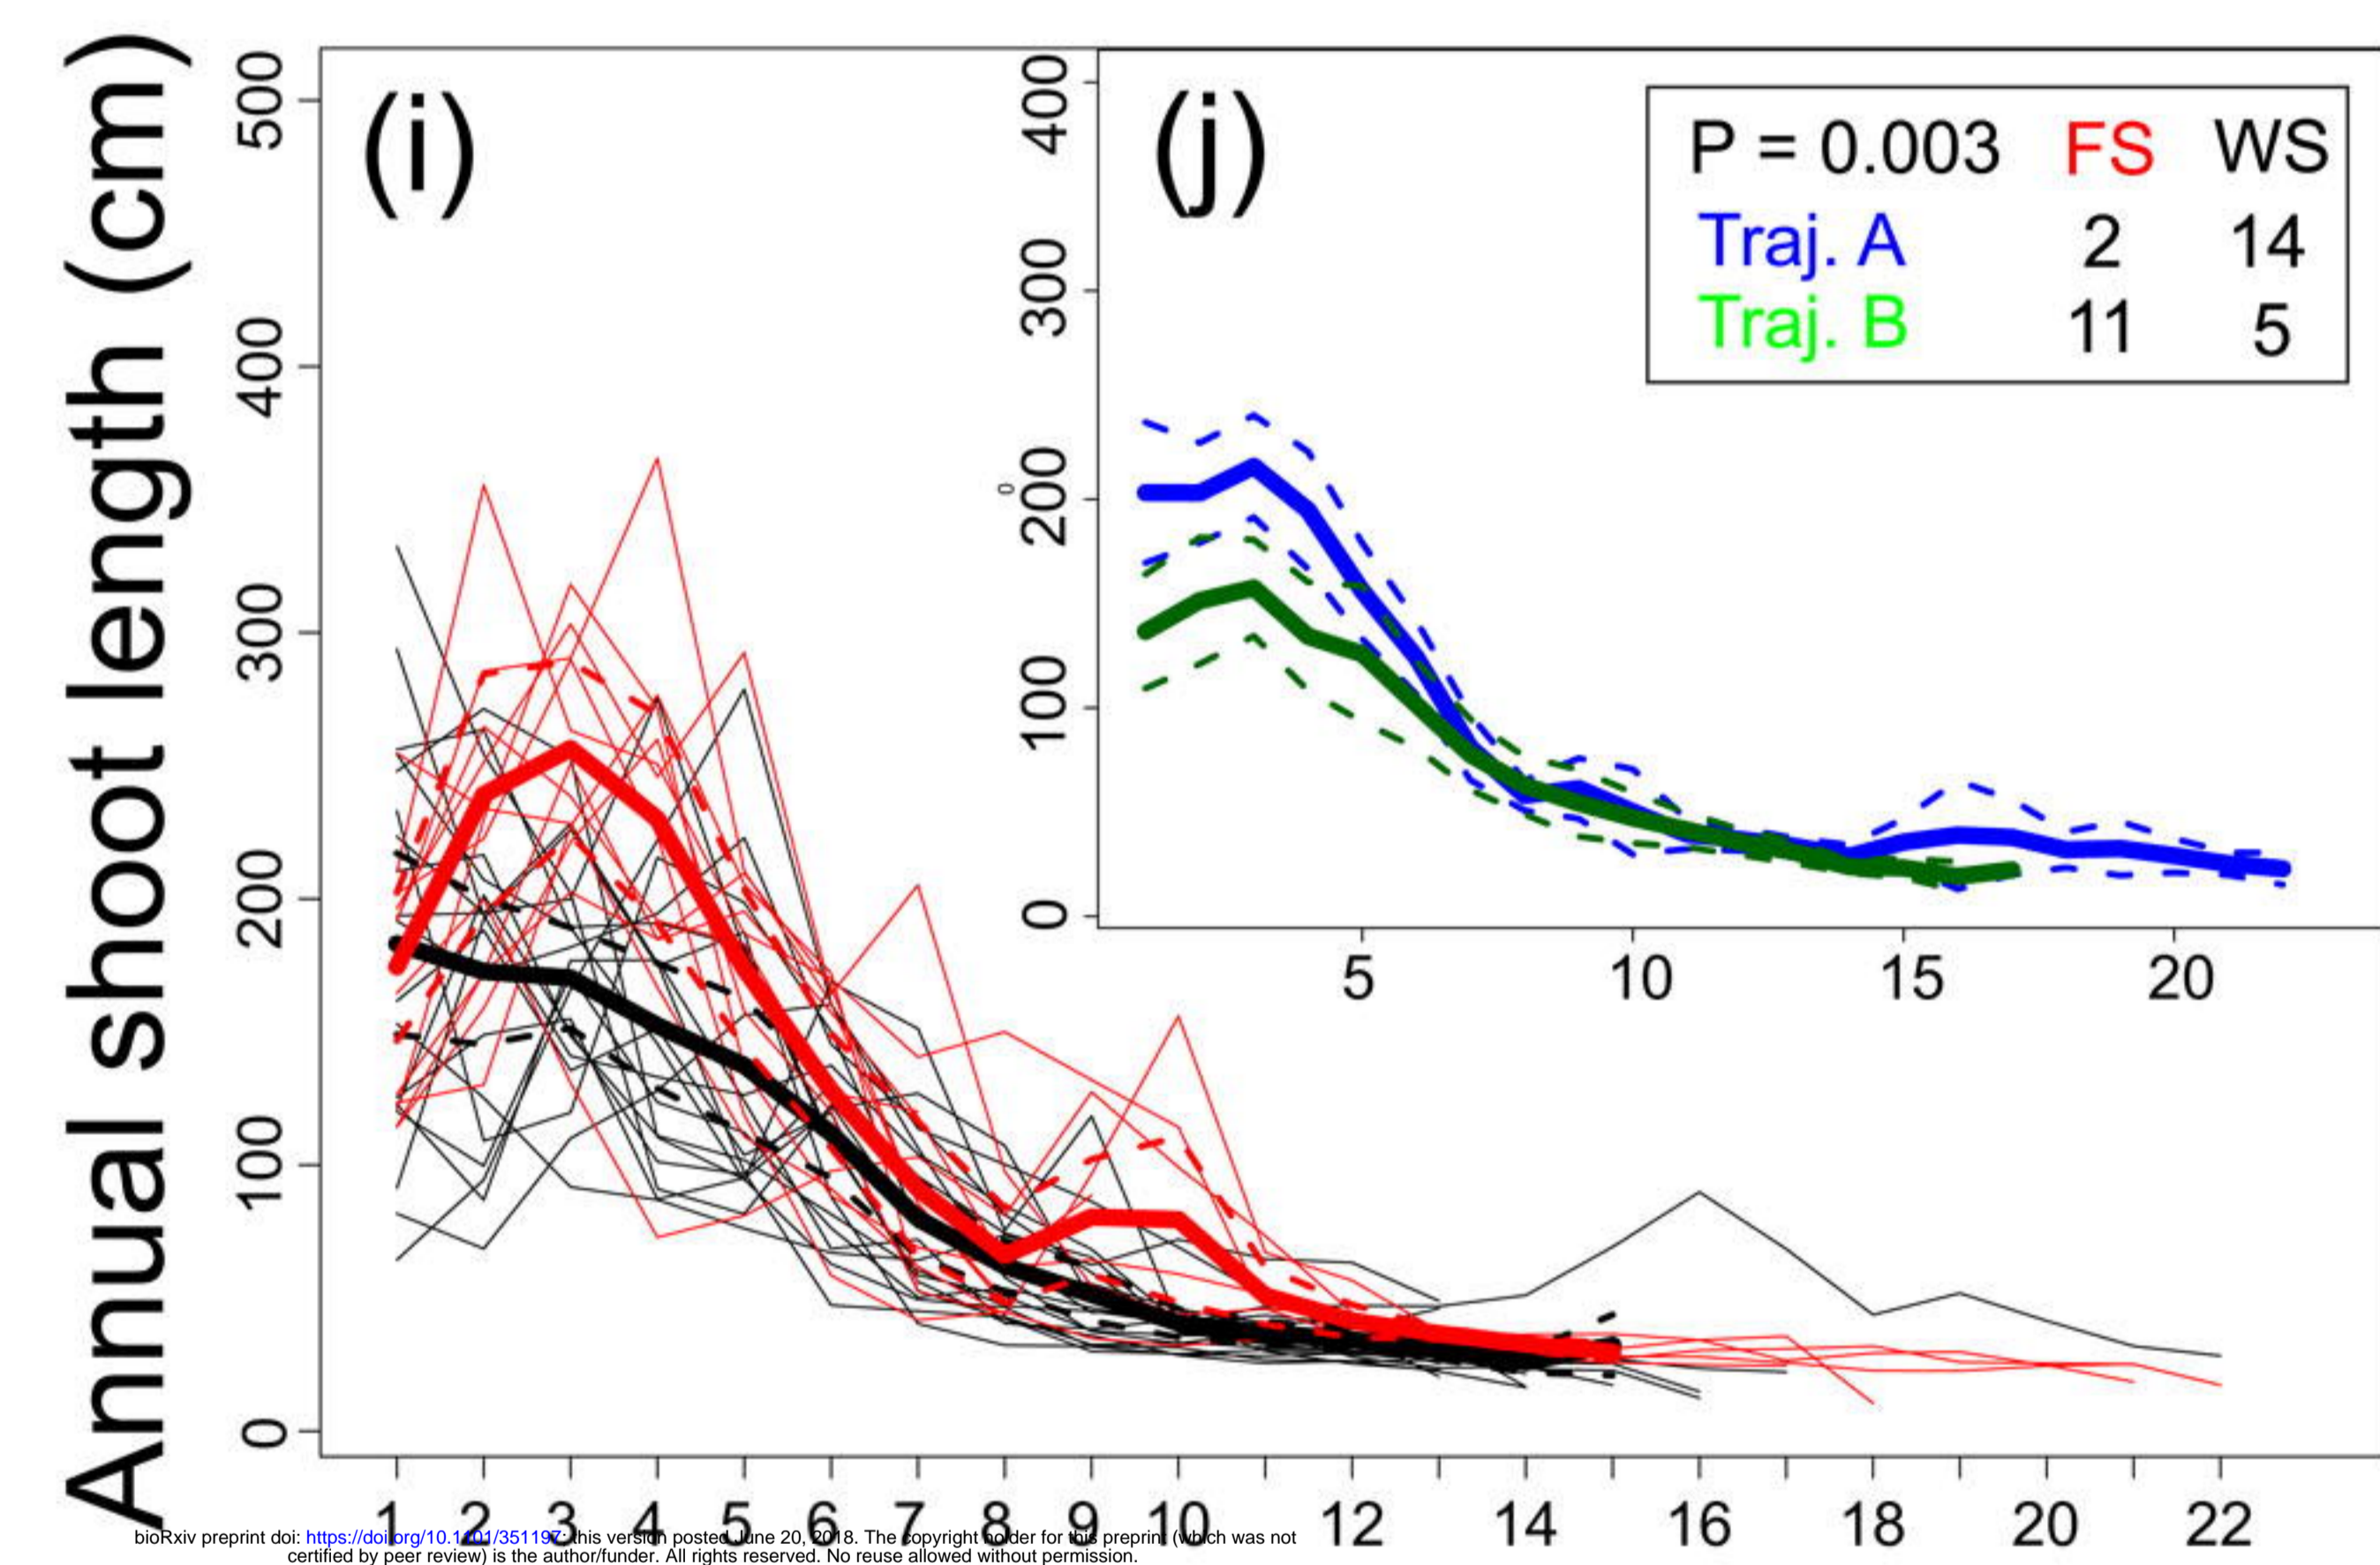 Annual shoot length (cm)
500
400
300
200
100
0
(i)
(j)
400
300
200
100
0
0
P = 0.003 FS WS
Traj. A 2 14
Traj. B 11 5
5 10 15 20
1 2 3 4 5 6 7 8 9 10 12 14 16 18 20 22
bioRxiv preprint doi: https://doi.org/10.1101/351197; this version posted June 20, 2018. The copyright holder for this preprint (which was not
certified by peer review) is the author/funder. All rights reserved. No reuse allowed without permission.